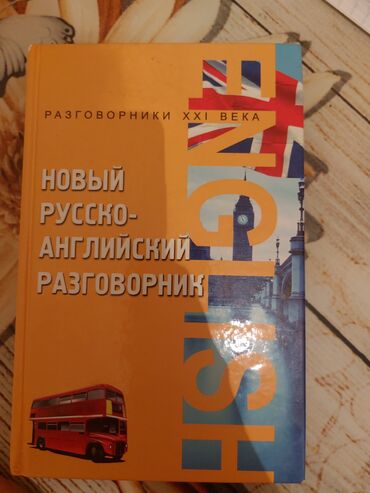 РАЗГОВОРНИКИ XXI ВЕКА
НОВЫЙ
РУССКО-
АНГЛИЙСКИЙ
РАЗГОВОРНИК
ENGLISH